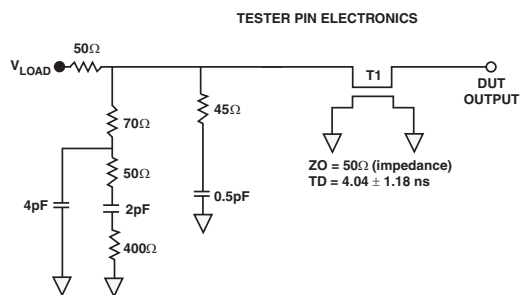 TESTER PIN ELECTRONICS
50Ω
VLOAD
T1
DUT
OUTPUT
70Ω
45Ω
50Ω
ZO = 50Ω (impedance)
TD = 4.04 ± 1.18 ns
0.5pF
4pF
2pF
400Ω